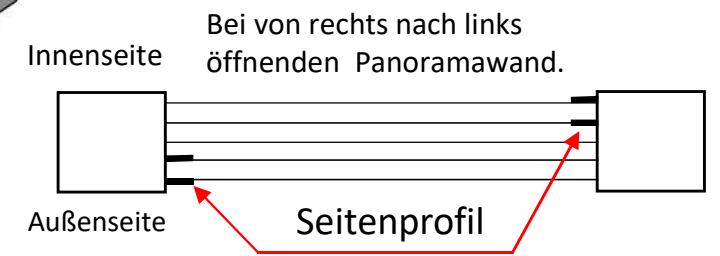 Bei von rechts nach links
öffnenden Panoramawand.
Innenseite
Außenseite
Seitenprofil